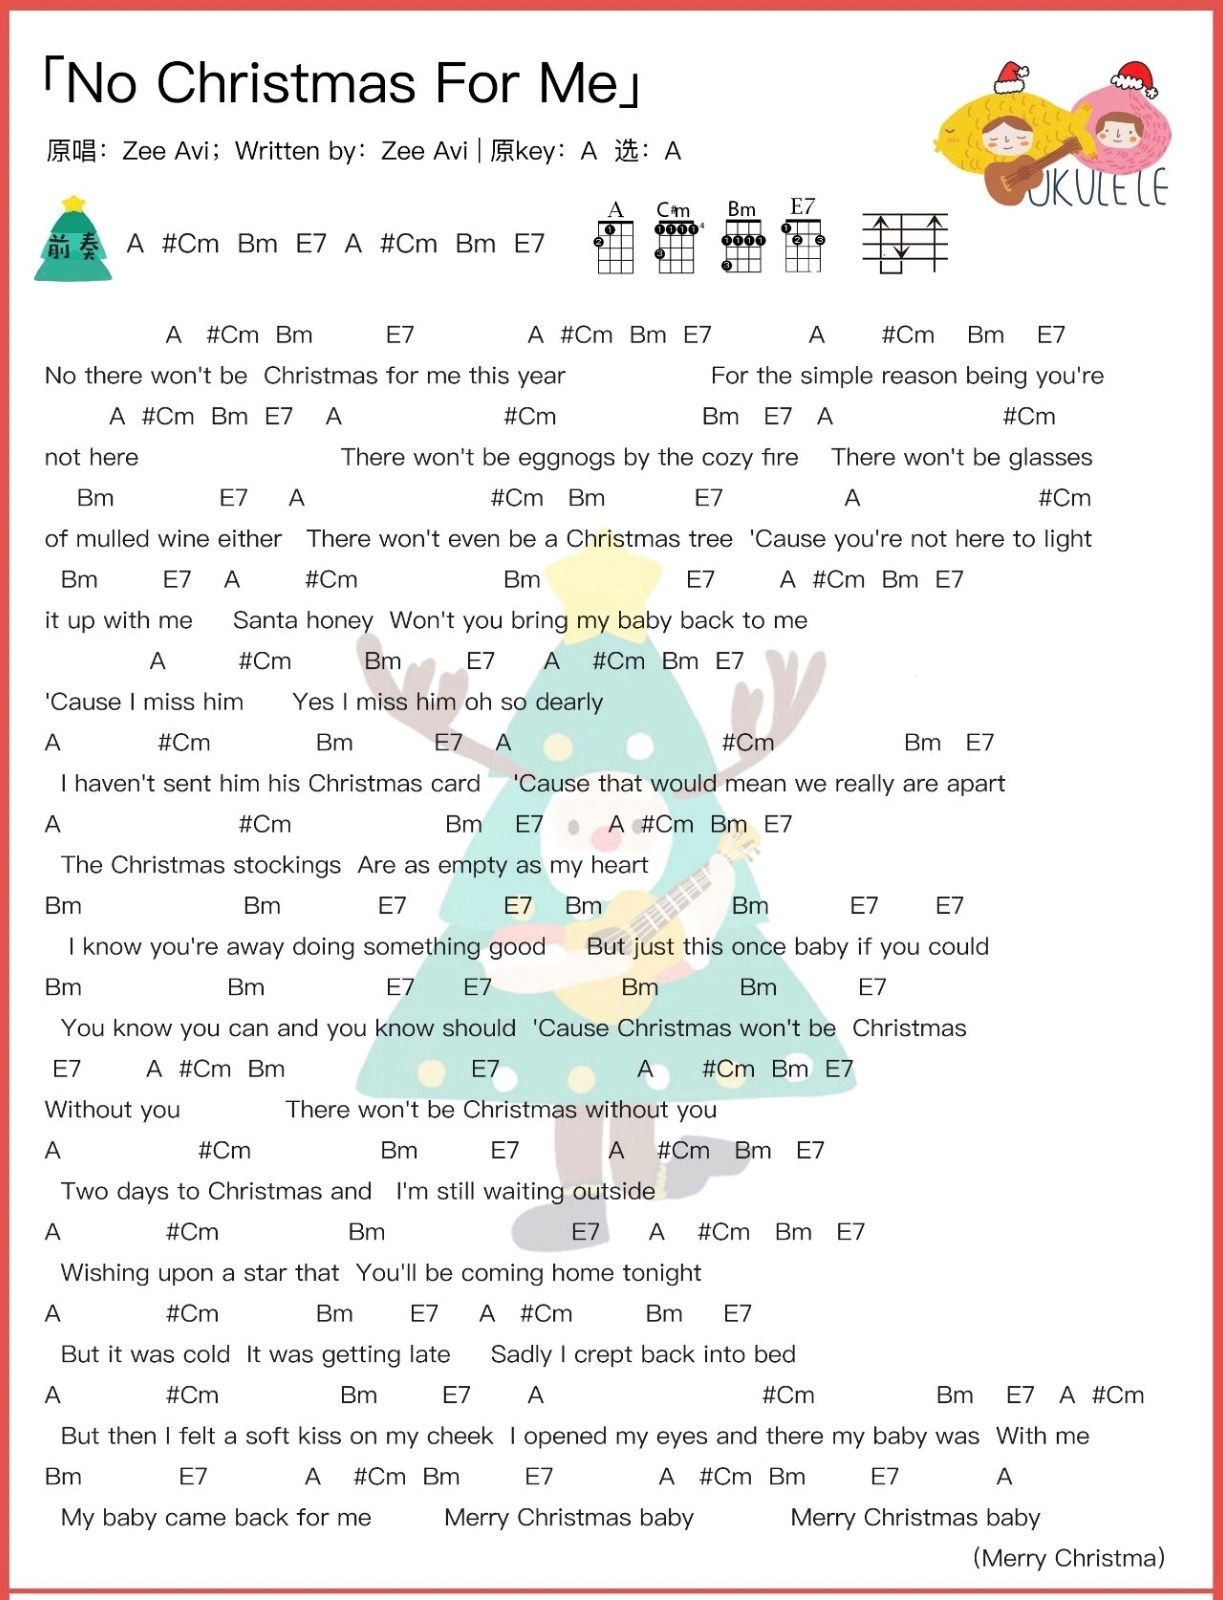 「No Christmas For Me」
原唱：Zee Avi；Written by：Zee Avi | 原key：A 选：A
UKULELE
前奏 A #Cm Bm E7 A #Cm Bm E7
A C#m Bm E7
A #Cm Bm E7 A #Cm Bm E7 A #Cm Bm E7
No there won't be Christmas for me this year For the simple reason being you're
A #Cm Bm E7 A #Cm Bm E7 A #Cm
not here There won't be eggnogs by the cozy fire There won't be glasses
Bm E7 A #Cm Bm E7 A #Cm
of mulled wine either There won't even be a Christmas tree 'Cause you're not here to light
Bm E7 A #Cm Bm E7 A #Cm Bm E7
it up with me Santa honey Won't you bring my baby back to me
A #Cm Bm E7 A #Cm Bm E7
'Cause I miss him Yes I miss him oh so dearly
A #Cm Bm E7 A #Cm Bm E7
I haven't sent him his Christmas card 'Cause that would mean we really are apart
A #Cm Bm E7 A #Cm Bm E7
The Christmas stockings Are as empty as my heart
Bm Bm E7 E7 Bm Bm E7 E7
I know you're away doing something good But just this once baby if you could
Bm Bm E7 E7 Bm Bm E7
You know you can and you know should 'Cause Christmas won't be Christmas
E7 A #Cm Bm E7 A #Cm Bm E7
Without you There won't be Christmas without you
A #Cm Bm E7 A #Cm Bm E7
Two days to Christmas and I'm still waiting outside
A #Cm Bm E7 A #Cm Bm E7
Wishing upon a star that You'll be coming home tonight
A #Cm Bm E7 A #Cm Bm E7
But it was cold It was getting late Sadly I crept back into bed
A #Cm Bm E7 A #Cm Bm E7 A #Cm
But then I felt a soft kiss on my cheek I opened my eyes and there my baby was With me
Bm E7 A #Cm Bm E7 A #Cm Bm E7 A
My baby came back for me Merry Christmas baby Merry Christmas baby
(Merry Christma)